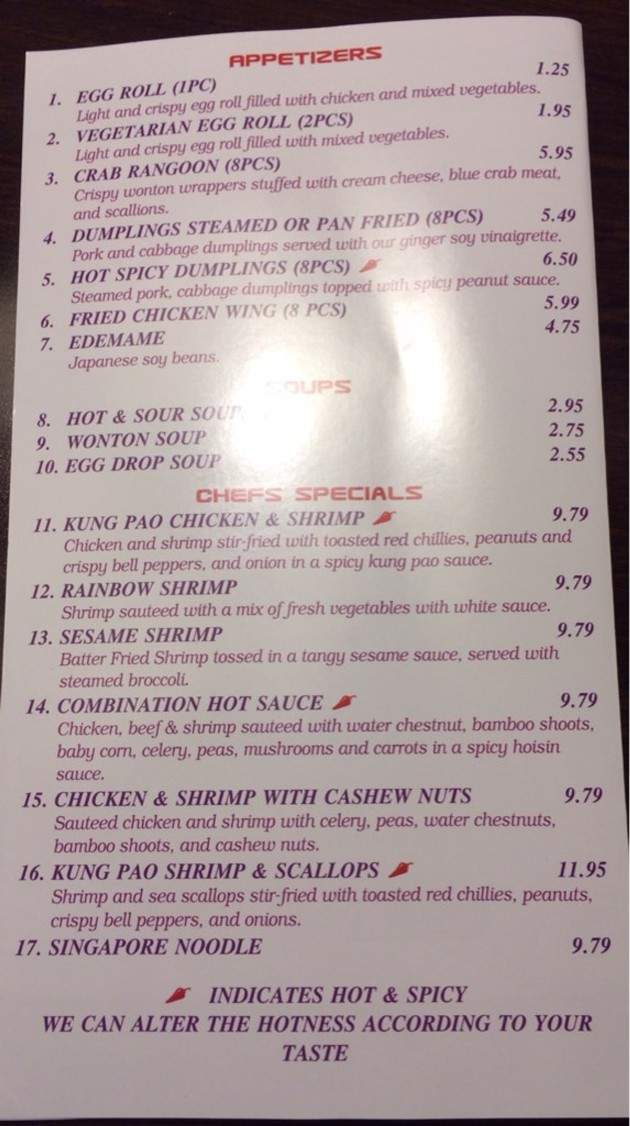 APPETIZERS
1. EGG ROLL (1PC) 1.25
Light and crispy egg roll filled with chicken and mixed vegetables.
2. VEGETARIAN EGG ROLL (2PCS) 1.95
Light and crispy egg roll filled with mixed vegetables.
3. CRAB RANGOON (8PCS) 5.95
Crispy wonton wrappers stuffed with cream cheese, blue crab meat,
and scallions.
4. DUMPLINGS STEAMED OR PAN FRIED (8PCS) 5.49
Pork and cabbage dumplings served with our ginger soy vinaigrette.
5. HOT SPICY DUMPLINGS (8PCS) 6.50
Steamed pork, cabbage dumplings topped with spicy peanut sauce.
6. FRIED CHICKEN WING (8 PCS) 5.99
7. EDEMAME 4.75
Japanese soy beans.
SOUPS
8. HOT & SOUR SOUP 2.95
9. WONTON SOUP 2.75
10. EGG DROP SOUP 2.55
CHEFS SPECIALS
11. KUNG PAO CHICKEN & SHRIMP 9.79
Chicken and shrimp stir-fried with toasted red chillies, peanuts and
crispy bell peppers, and onion in a spicy kung pao sauce.
12. RAINBOW SHRIMP 9.79
Shrimp sauteed with a mix of fresh vegetables with white sauce.
13. SESAME SHRIMP 9.79
Batter Fried Shrimp tossed in a tangy sesame sauce, served with
steamed broccoli.
14. COMBINATION HOT SAUCE 9.79
Chicken, beef & shrimp sauteed with water chestnut, bamboo shoots,
baby corn, celery, peas, mushrooms and carrots in a spicy hoisin
sauce.
15. CHICKEN & SHRIMP WITH CASHEW NUTS 9.79
Sauteed chicken and shrimp with celery, peas, water chestnuts,
bamboo shoots, and cashew nuts.
16. KUNG PAO SHRIMP & SCALLOPS 11.95
Shrimp and sea scallops stir-fried with toasted red chillies, peanuts,
crispy bell peppers, and onions.
17. SINGAPORE NOODLE 9.79
INDICATES HOT & SPICY
WE CAN ALTER THE HOTNESS ACCORDING TO YOUR
TASTE